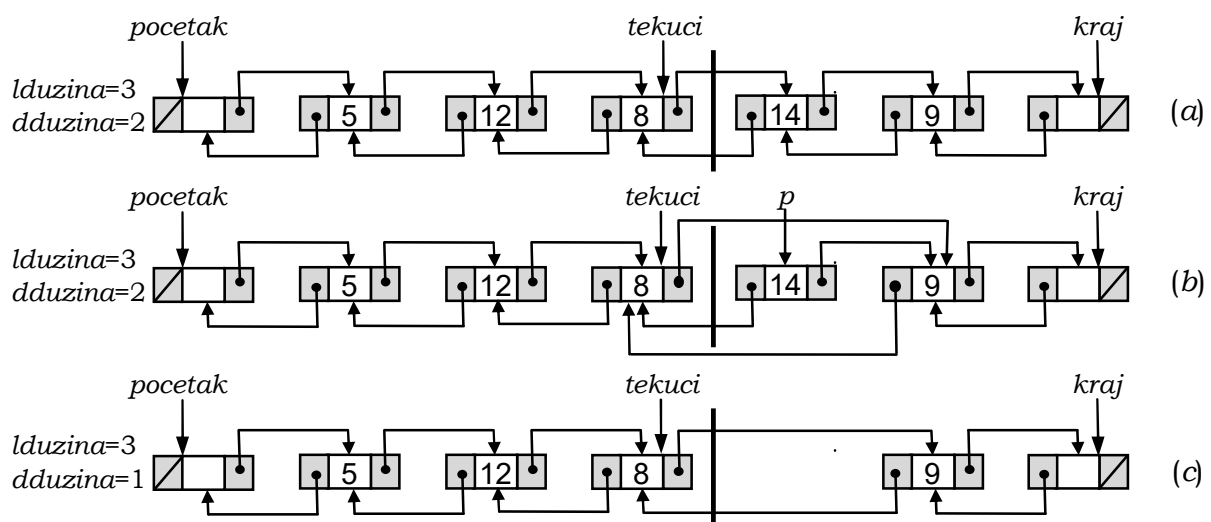 pocetak tekuci kraj
lduzina=3
5 12 8 14 9 (a)
dduzina=2
pocetak tekuci p kraj
lduzina=3
5 12 8 14 9 (b)
dduzina=2
pocetak tekuci kraj
lduzina=3
5 12 8 9 (c)
dduzina=1